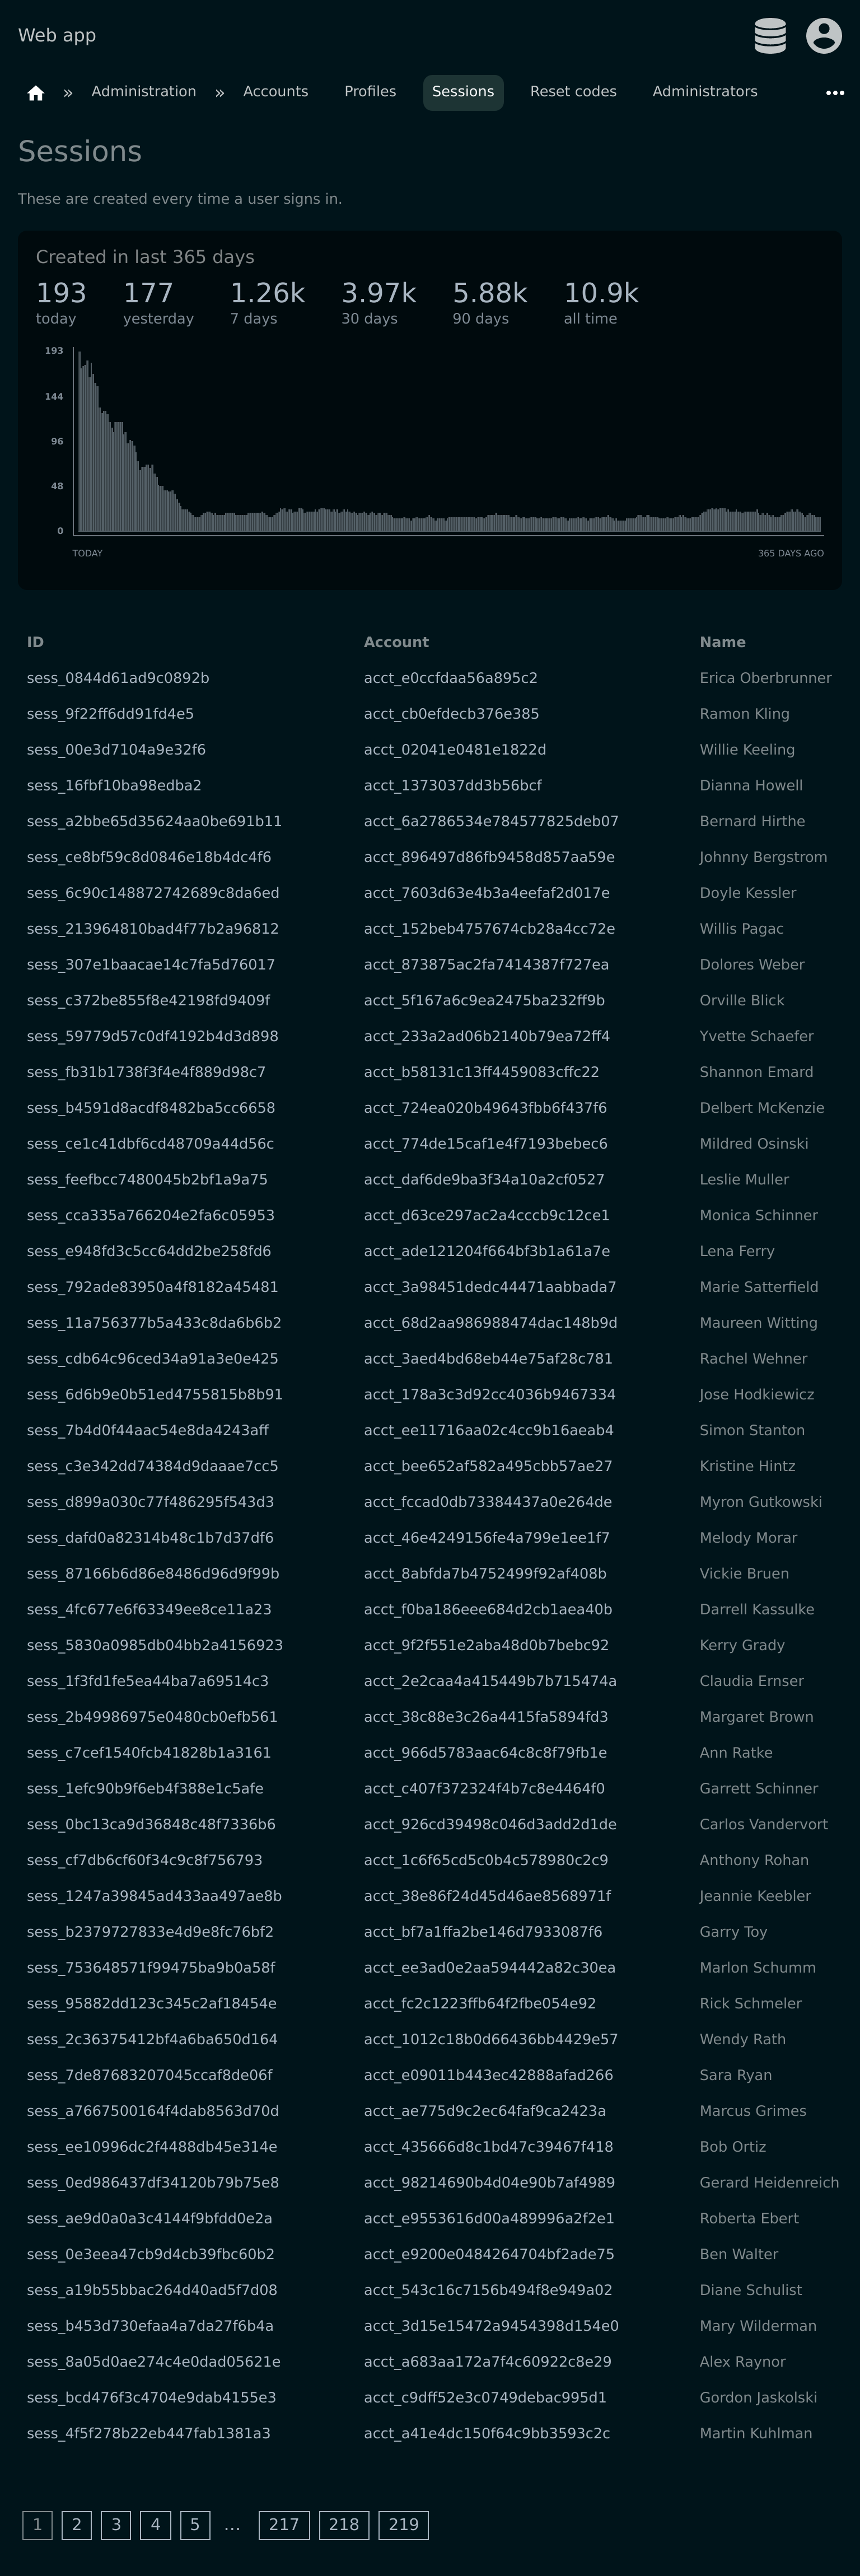 Web app
» Administration » Accounts Profiles Sessions Reset codes Administrators •••
Sessions
These are created every time a user signs in.
Created in last 365 days
193 177 1.26k 3.97k 5.88k 10.9k
today yesterday 7 days 30 days 90 days all time
193
144
96
48
0
TODAY 365 DAYS AGO
ID Account Name
sess_0844d61ad9c0892b acct_e0ccfdaa56a895c2 Erica Oberbrunner
sess_9f22ff6dd91fd4e5 acct_cb0efdecb376e385 Ramon Kling
sess_00e3d7104a9e32f6 acct_02041e0481e1822d Willie Keeling
sess_16fbf10ba98edba2 acct_1373037dd3b56bcf Dianna Howell
sess_a2bbe65d35624aa0be691b11 acct_6a2786534e784577825deb07 Bernard Hirthe
sess_ce8bf59c8d0846e18b4dc4f6 acct_896497d86fb9458d857aa59e Johnny Bergstrom
sess_6c90c148872742689c8da6ed acct_7603d63e4b3a4eefaf2d017e Doyle Kessler
sess_213964810bad4f77b2a96812 acct_152beb4757674cb28a4cc72e Willis Pagac
sess_307e1baacae14c7fa5d76017 acct_873875ac2fa7414387f727ea Dolores Weber
sess_c372be855f8e42198fd9409f acct_5f167a6c9ea2475ba232ff9b Orville Blick
sess_59779d57c0df4192b4d3d898 acct_233a2ad06b2140b79ea72ff4 Yvette Schaefer
sess_fb31b1738f3f4e4f889d98c7 acct_b58131c13ff4459083cffc22 Shannon Emard
sess_b4591d8acdf8482ba5cc6658 acct_724ea020b49643fbb6f437f6 Delbert McKenzie
sess_ce1c41dbf6cd48709a44d56c acct_774de15caf1e4f7193bebec6 Mildred Osinski
sess_feefbcc7480045b2bf1a9a75 acct_daf6de9ba3f34a10a2cf0527 Leslie Muller
sess_cca335a766204e2fa6c05953 acct_d63ce297ac2a4cccb9c12ce1 Monica Schinner
sess_e948fd3c5cc64dd2be258fd6 acct_ade121204f664bf3b1a61a7e Lena Ferry
sess_792ade83950a4f8182a45481 acct_3a98451dedc44471aabbada7 Marie Satterfield
sess_11a756377b5a433c8da6b6b2 acct_68d2aa986988474dac148b9d Maureen Witting
sess_cdb64c96ced34a91a3e0e425 acct_3aed4bd68eb44e75af28c781 Rachel Wehner
sess_6d6b9e0b51ed4755815b8b91 acct_178a3c3d92cc4036b9467334 Jose Hodkiewicz
sess_7b4d0f44aac54e8da4243aff acct_ee11716aa02c4cc9b16aeab4 Simon Stanton
sess_c3e342dd74384d9daaae7cc5 acct_bee652af582a495cbb57ae27 Kristine Hintz
sess_d899a030c77f486295f543d3 acct_fccad0db73384437a0e264de Myron Gutkowski
sess_dafd0a82314b48c1b7d37df6 acct_46e4249156fe4a799e1ee1f7 Melody Morar
sess_87166b6d86e8486d96d9f99b acct_8abfda7b4752499f92af408b Vickie Bruen
sess_4fc677e6f63349ee8ce11a23 acct_f0ba186eee684d2cb1aea40b Darrell Kassulke
sess_5830a0985db04bb2a4156923 acct_9f2f551e2aba48d0b7bebc92 Kerry Grady
sess_1f3fd1fe5ea44ba7a69514c3 acct_2e2caa4a415449b7b715474a Claudia Ernser
sess_2b49986975e0480cb0efb561 acct_38c88e3c26a4415fa5894fd3 Margaret Brown
sess_c7cef1540fcb41828b1a3161 acct_966d5783aac64c8c8f79fb1e Ann Ratke
sess_1efc90b9f6eb4f388e1c5afe acct_c407f372324f4b7c8e4464f0 Garrett Schinner
sess_0bc13ca9d36848c48f7336b6 acct_926cd39498c046d3add2d1de Carlos Vandervort
sess_cf7db6cf60f34c9c8f756793 acct_1c6f65cd5c0b4c578980c2c9 Anthony Rohan
sess_1247a39845ad433aa497ae8b acct_38e86f24d45d46ae8568971f Jeannie Keebler
sess_b2379727833e4d9e8fc76bf2 acct_bf7a1ffa2be146d7933087f6 Garry Toy
sess_753648571f99475ba9b0a58f acct_ee3ad0e2aa594442a82c30ea Marlon Schumm
sess_95882dd123c345c2af18454e acct_fc2c1223ffb64f2fbe054e92 Rick Schmeler
sess_2c36375412bf4a6ba650d164 acct_1012c18b0d66436bb4429e57 Wendy Rath
sess_7de87683207045ccaf8de06f acct_e09011b443ec42888afad266 Sara Ryan
sess_a7667500164f4dab8563d70d acct_ae775d9c2ec64faf9ca2423a Marcus Grimes
sess_ee10996dc2f4488db45e314e acct_435666d8c1bd47c39467f418 Bob Ortiz
sess_0ed986437df34120b79b75e8 acct_98214690b4d04e90b7af4989 Gerard Heidenreich
sess_ae9d0a0a3c4144f9bfdd0e2a acct_e9553616d00a489996a2f2e1 Roberta Ebert
sess_0e3eea47cb9d4cb39fbc60b2 acct_e9200e0484264704bf2ade75 Ben Walter
sess_a19b55bbac264d40ad5f7d08 acct_543c16c7156b494f8e949a02 Diane Schulist
sess_b453d730efaa4a7da27f6b4a acct_3d15e15472a9454398d154e0 Mary Wilderman
sess_8a05d0ae274c4e0dad05621e acct_a683aa172a7f4c60922c8e29 Alex Raynor
sess_bcd476f3c4704e9dab4155e3 acct_c9dff52e3c0749debac995d1 Gordon Jaskolski
sess_4f5f278b22eb447fab1381a3 acct_a41e4dc150f64c9bb3593c2c Martin Kuhlman
1 2 3 4 5 … 217 218 219